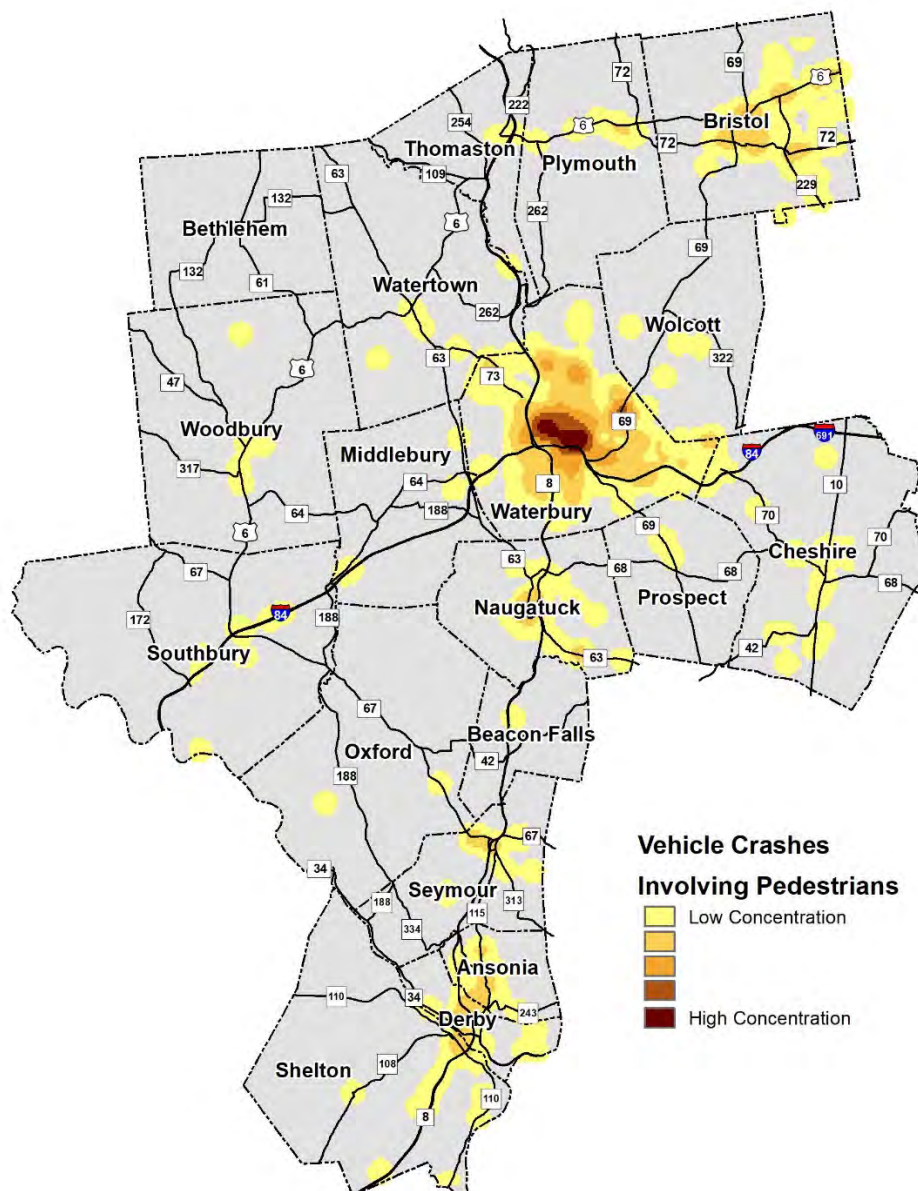 69
72
6
222
254
Bristol
6
72
Thomaston
Plymouth
72
63
109
229
132
262
6
Bethlehem
69
132
61
Watertown
262
Wolcott
322
63
6
73
47
69
Woodbury
691
84
Middlebury
317
10
64
8
188
Waterbury
64
70
6
69
70
Cheshire
63
68
67
68
68
Prospect
Naugatuck
84
188
172
42
Southbury
63
67
Beacon Falls
Oxford
42
188
67
Vehicle Crashes
Involving Pedestrians
Low Concentration
High Concentration
34
Seymour
188
313
115
334
Ansonia
110
34
243
Derby
108
Shelton
110
8